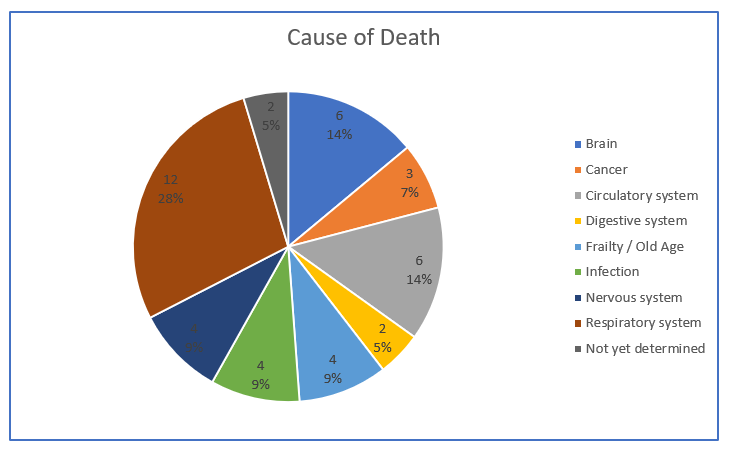 Cause of Death
2
5%
6
14%
3
7%
12
28%
6
14%
2
5%
4
9%
4
9%
Brain
Cancer
Circulatory system
Digestive system
Frailty / Old Age
Infection
Nervous system
Respiratory system
Not yet determined